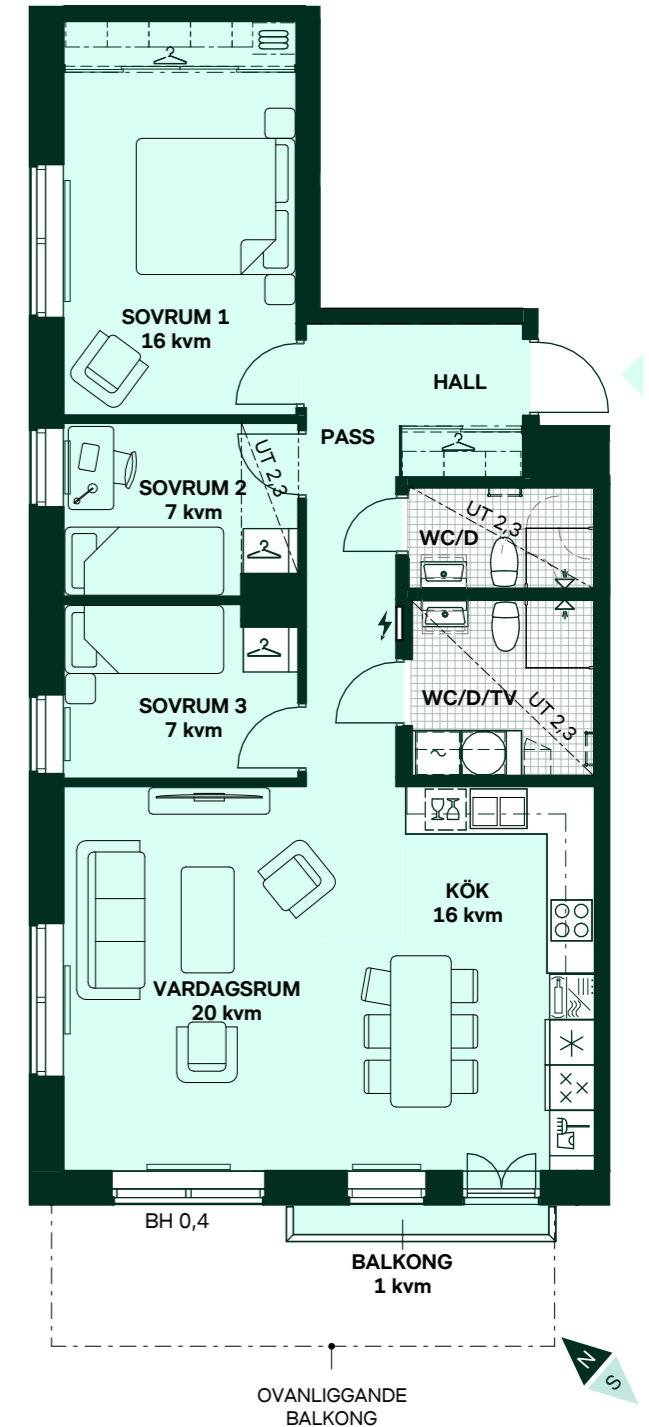 SOVRUM 1
16 kvm
HALL
PASS
UT 2,3
SOVRUM 2
7 kvm
UT 2,3
WC/D
SOVRUM 3
7 kvm
WC/D/TV
UT 2,3
KÖK
16 kvm
VARDAGSRUM
20 kvm
BH 0,4
BALKONG
1 kvm
N
S
OVANLIGGANDE
BALKONG